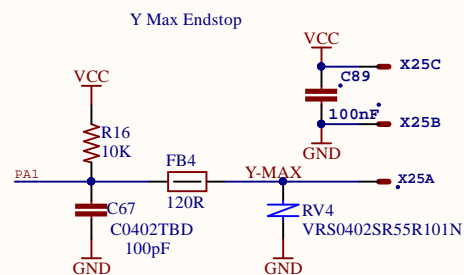 Y Max Endstop
VCC
X25C
C89
100nF
X25B
GND
VCC
R16
10K
FB4
PA1
Y-MAX
X25A
120R
C67
C0402TBD
100pF
RV4
VRS0402SR55R101N
GND
GND